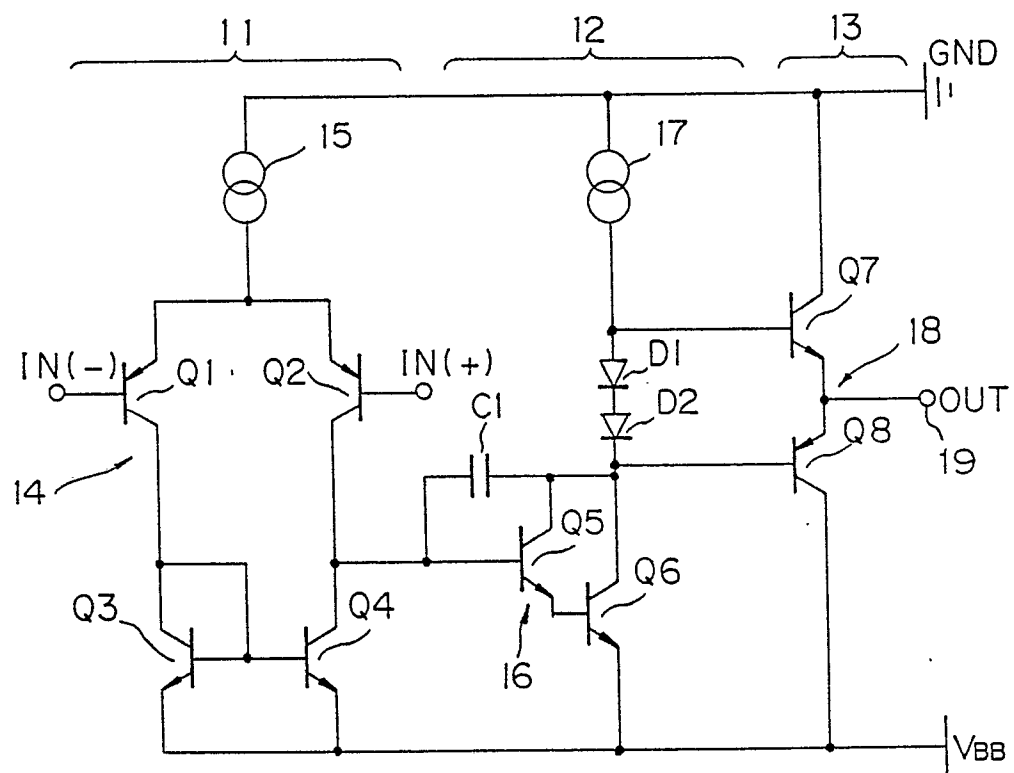 11
12
13
GND
15
17
Q7
IN(-)
Q1
Q2
IN(+)
D1
18
C1
D2
OUT
Q8
19
14
Q5
Q6
Q3
Q4
16
VBB